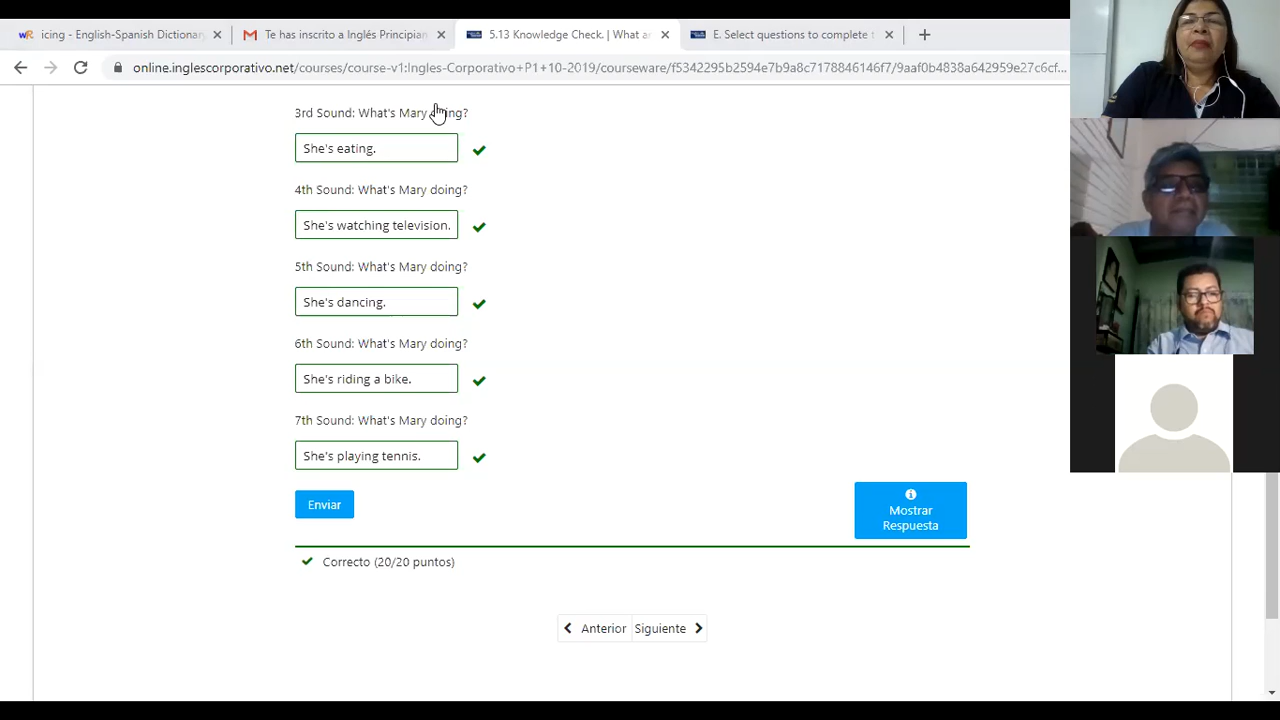 icing - English-Spanish Dictionary
Te has inscrito a Inglés Principian
5.13 Knowledge Check. | What a
E. Select questions to complete t
online.inglescorporativo.net/courses/course-v1:Ingles-Corporativo+P1+10-2019/courseware/f5342295b2594e7b9a8c7178846146f7/9aaf0b4838a642959e27c6cf...
3rd Sound: What's Mary doing?
She's eating.
4th Sound: What's Mary doing?
She's watching television.
5th Sound: What's Mary doing?
She's dancing.
6th Sound: What's Mary doing?
She's riding a bike.
7th Sound: What's Mary doing?
She's playing tennis.
Enviar
Mostrar
Respuesta
Correcto (20/20 puntos)
Anterior Siguiente